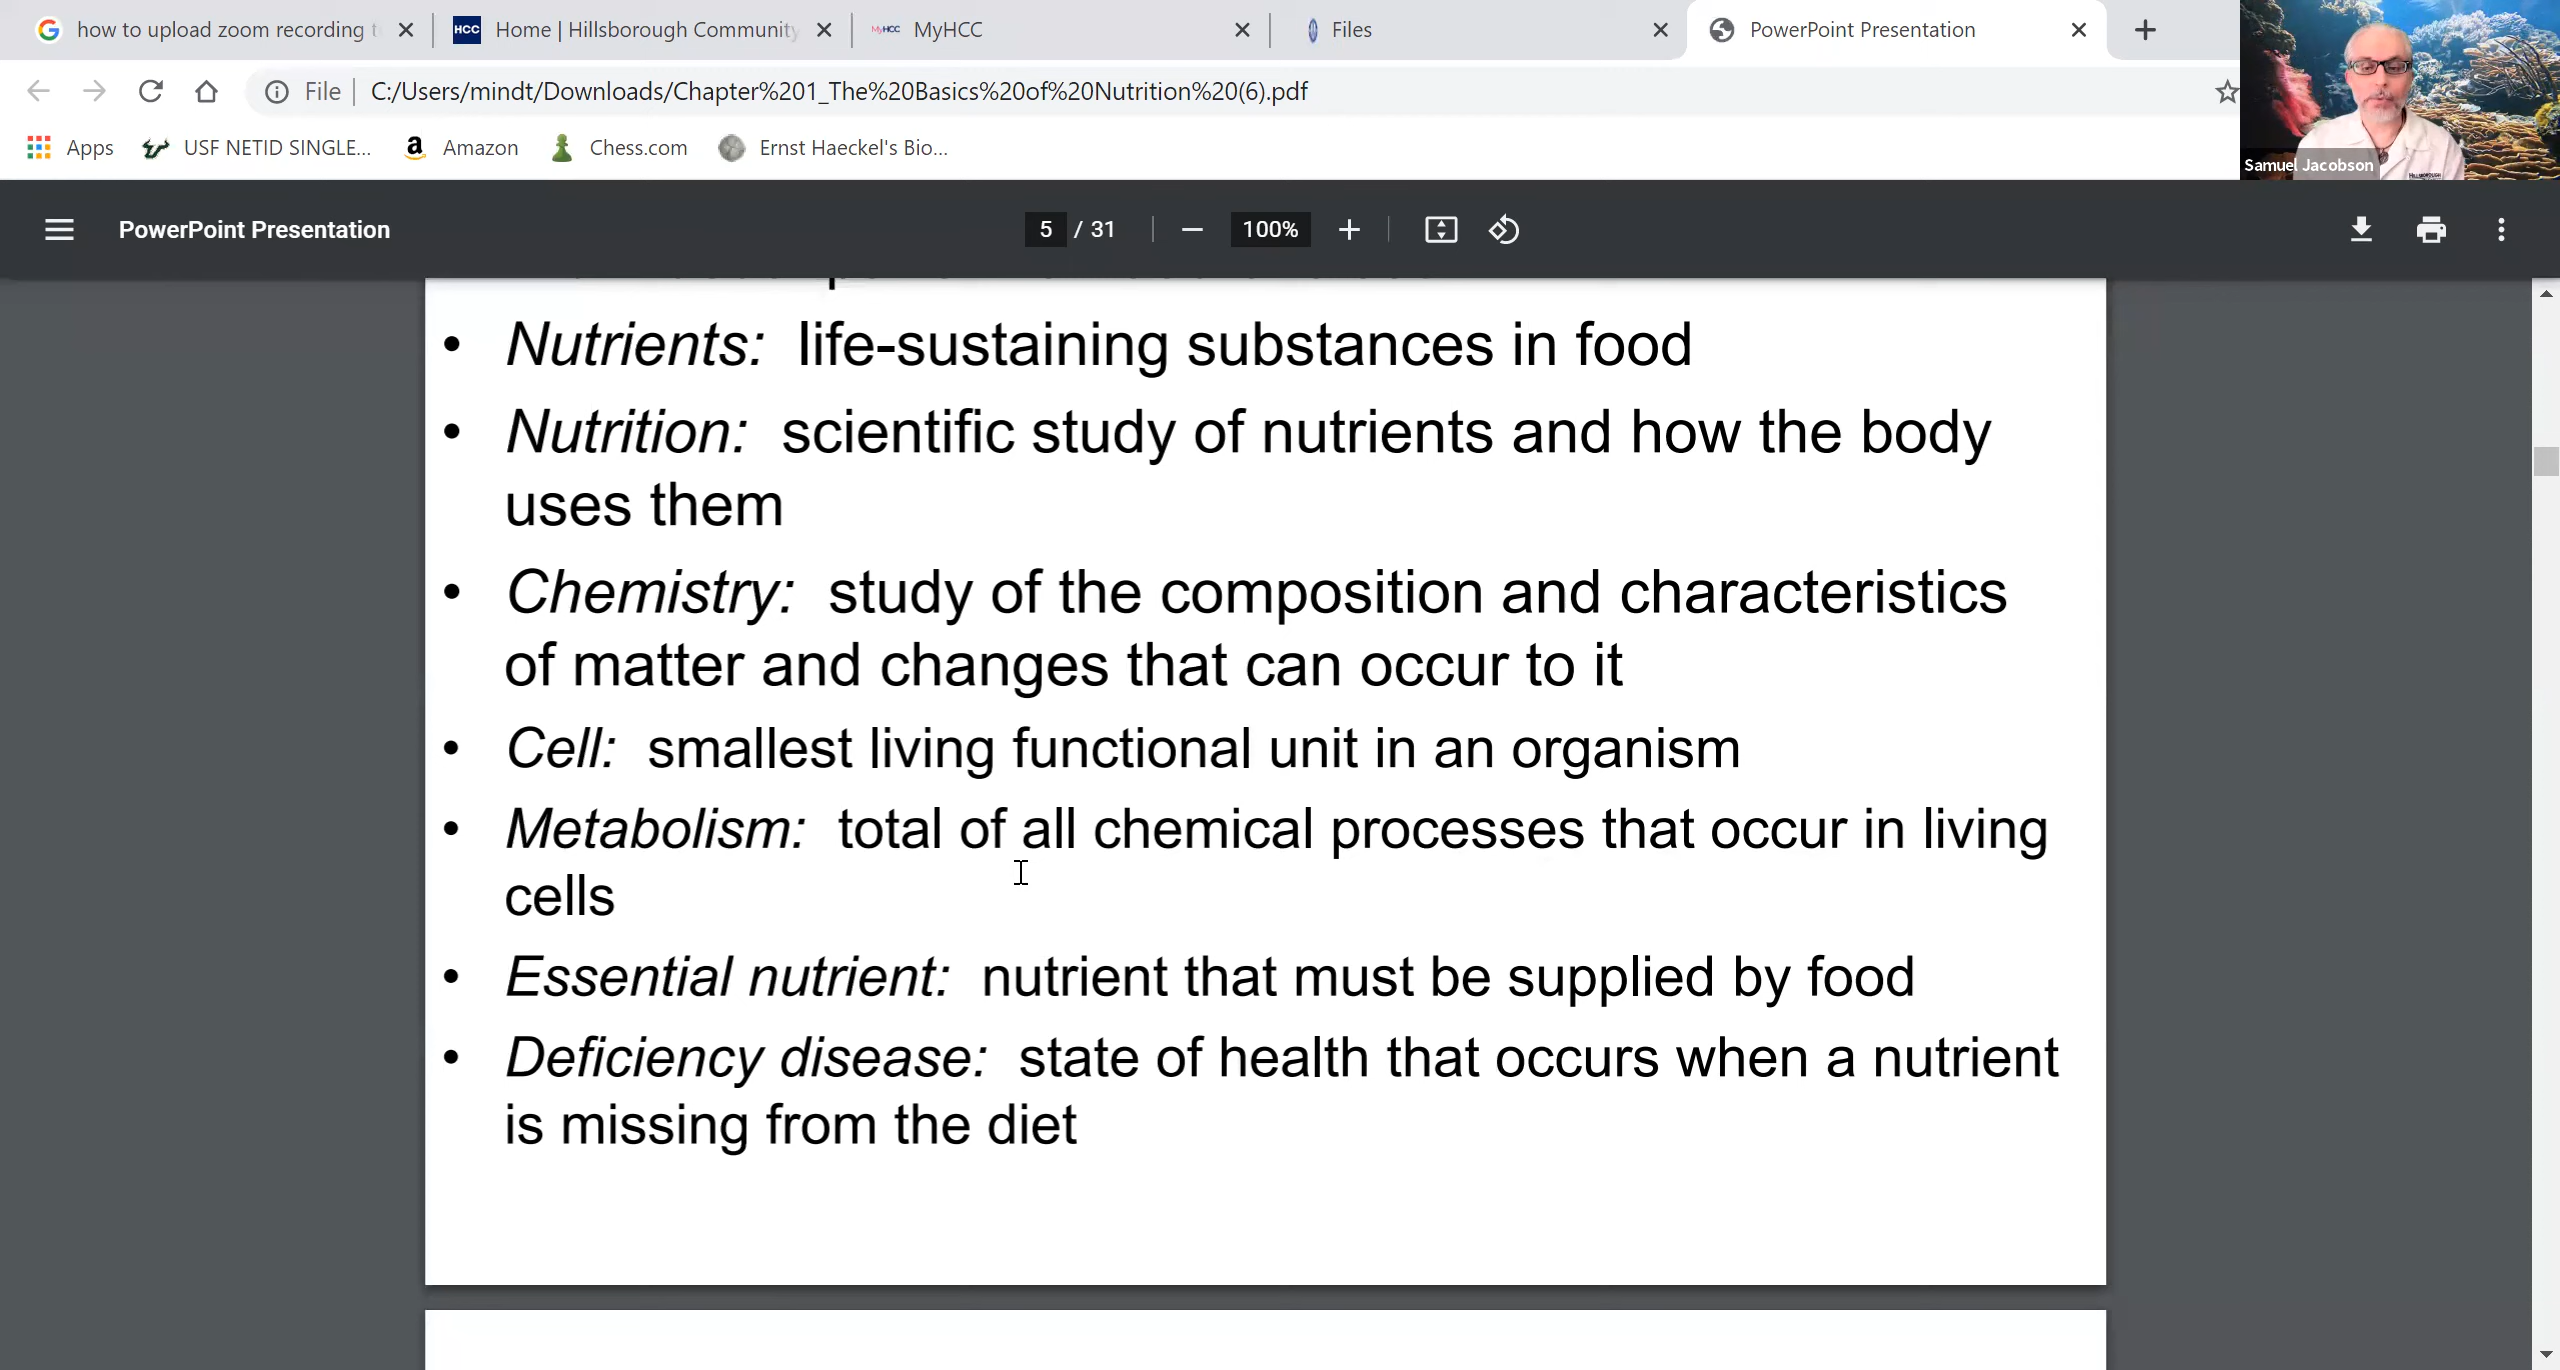 how to upload zoom recording
Home | Hillsborough Community
MyHCC
Files
PowerPoint Presentation
File
C:/Users/mindt/Downloads/Chapter%201_The%20Basics%20of%20Nutrition%20(6).pdf
Apps
USF NETID SINGLE...
Amazon
Chess.com
Ernst Haeckel's Bio...
Samuel Jacobson
PowerPoint Presentation
5 / 31
100%
• Nutrients: life-sustaining substances in food
• Nutrition: scientific study of nutrients and how the body
uses them
• Chemistry: study of the composition and characteristics
of matter and changes that can occur to it
• Cell: smallest living functional unit in an organism
• Metabolism: total of all chemical processes that occur in living
cells
• Essential nutrient: nutrient that must be supplied by food
• Deficiency disease: state of health that occurs when a nutrient
is missing from the diet